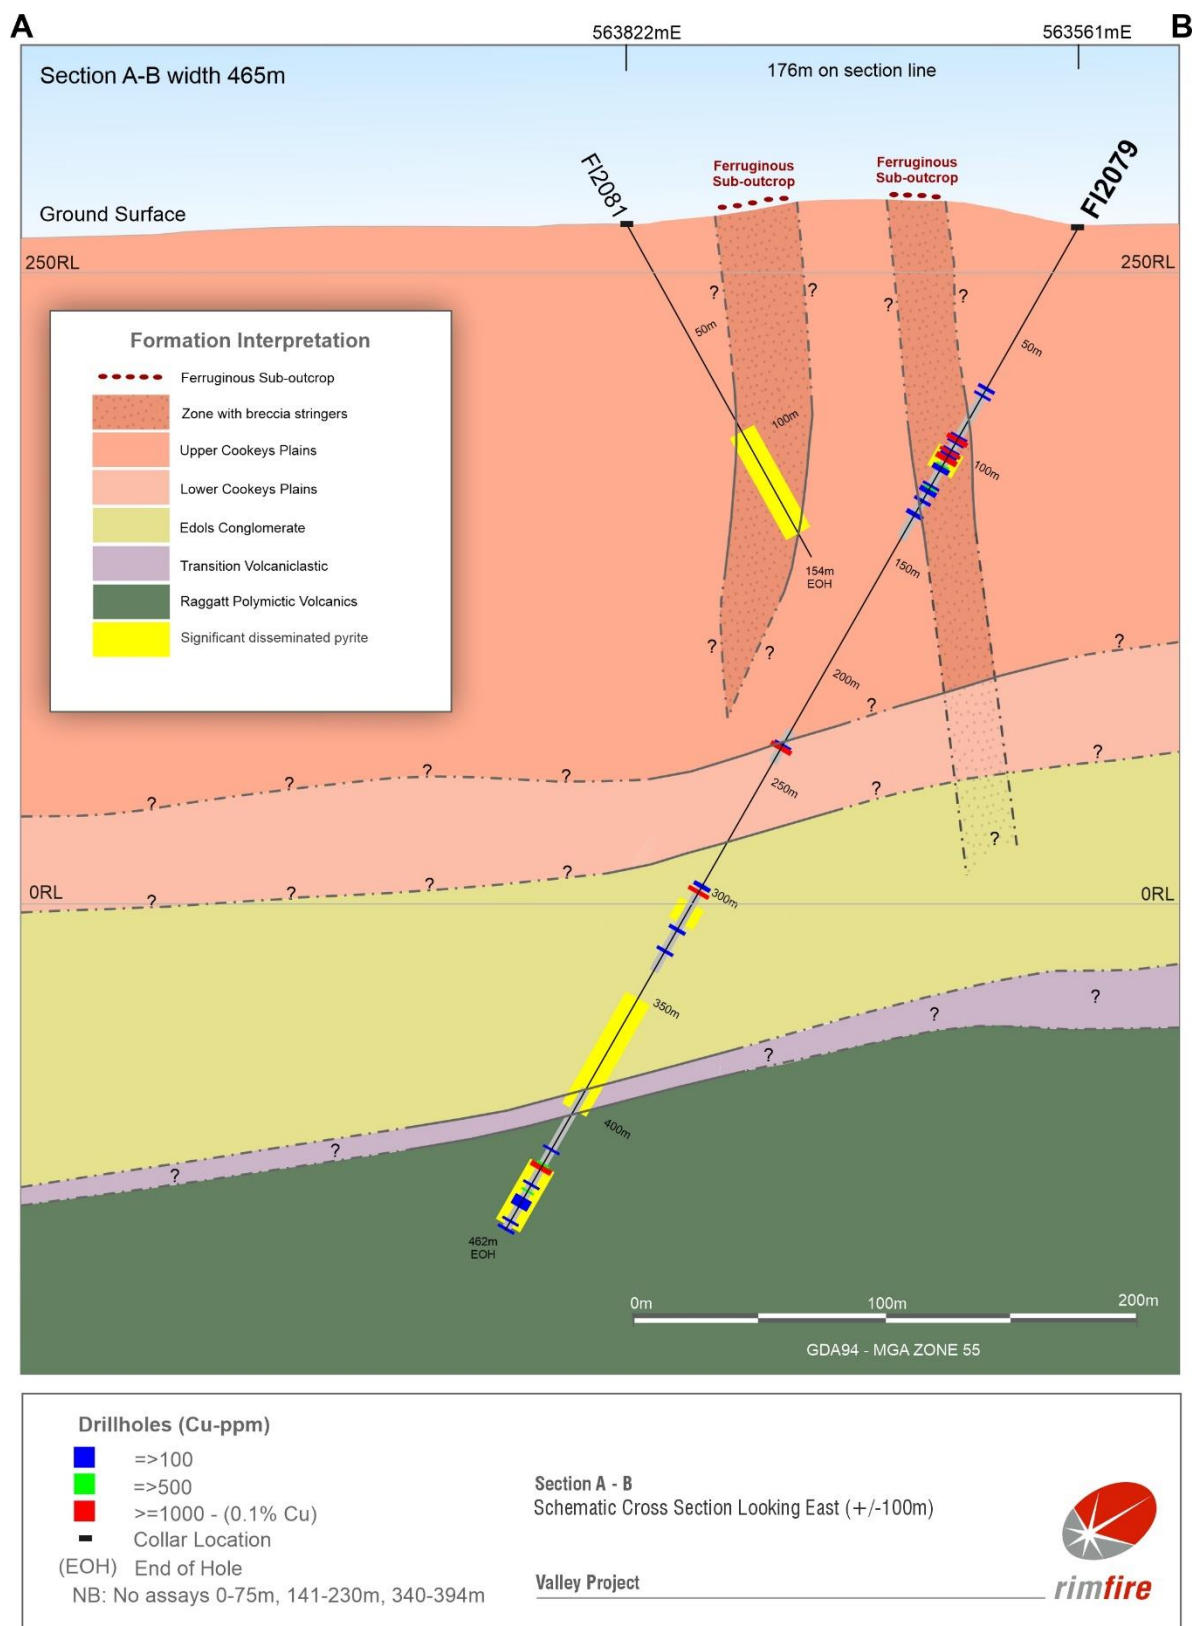 A
563822mE
563561mE
B
Section A-B width 465m
176m on section line
FI2081
Ferruginous
Sub-outcrop
Ferruginous
Sub-outcrop
FI2079
Ground Surface
250RL
250RL
?
?
?
?
50m
50m
Formation Interpretation
Ferruginous Sub-outcrop
Zone with breccia stringers
Upper Cookeys Plains
Lower Cookeys Plains
Edols Conglomerate
Transition Volcaniclastic
Raggatt Polymictic Volcanics
Significant disseminated pyrite
100m
100m
154m
EOH
150m
?
?
?
200m
?
?
?
?
?
?
250m
?
?
?
?
?
?
?
0RL
0RL
300m
350m
?
?
?
400m
?
?
462m
EOH
0m
100m
200m
GDA94 - MGA ZONE 55
Drillholes (Cu-ppm)
=>100
=>500
>=1000 - (0.1% Cu)
Collar Location
(EOH) End of Hole
NB: No assays 0-75m, 141-230m, 340-394m
Section A - B
Schematic Cross Section Looking East (+/-100m)
Valley Project
rimfire